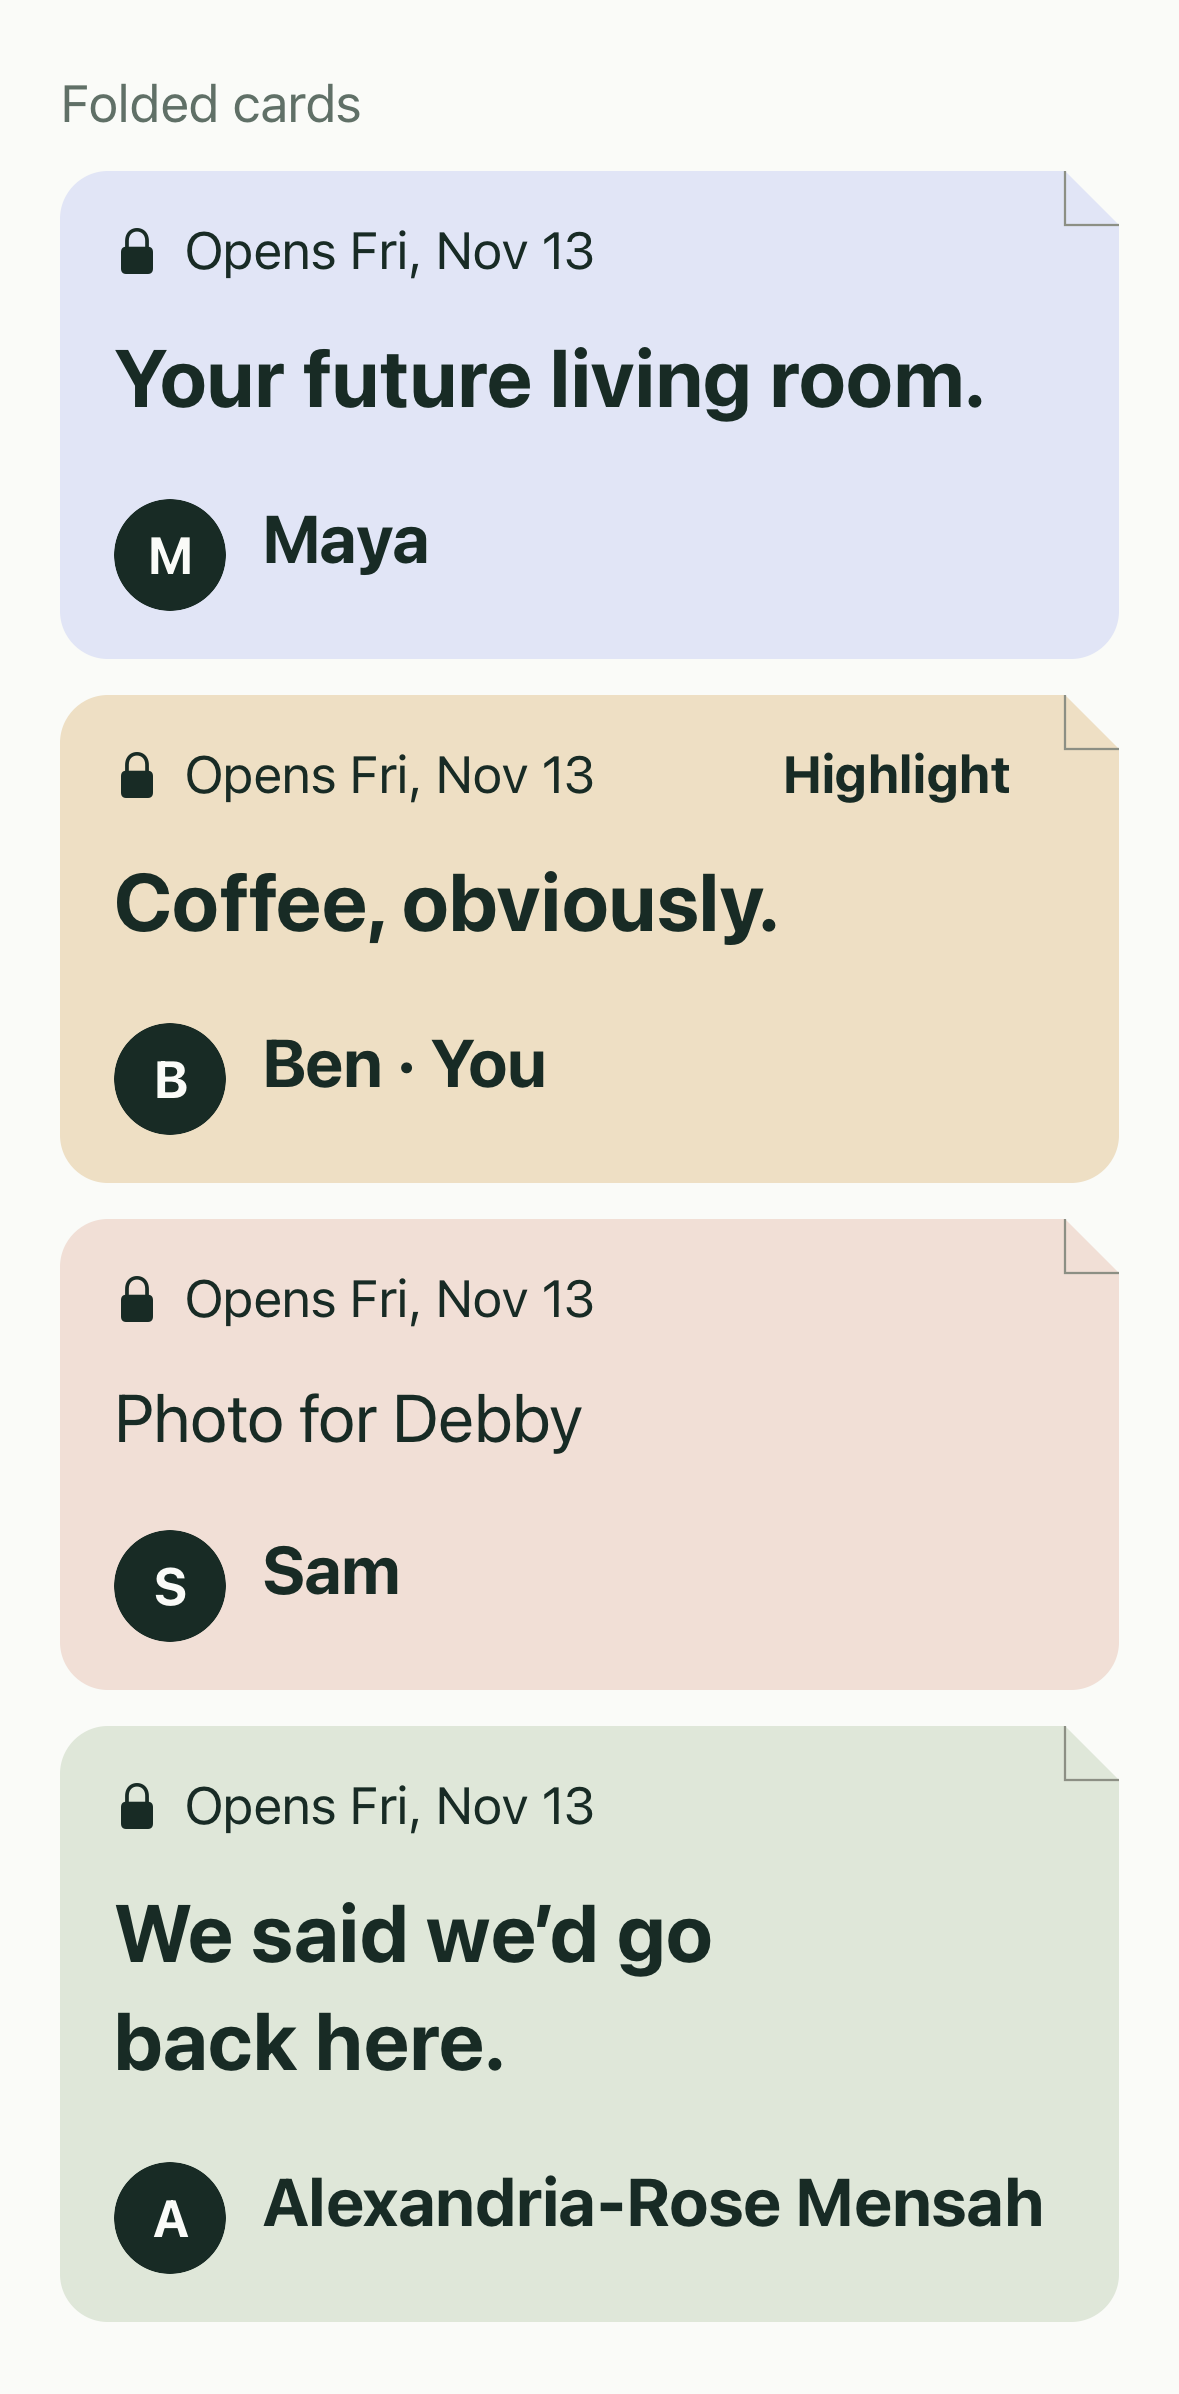 Folded cards
Opens Fri, Nov 13
Your future living room.
M Maya
Opens Fri, Nov 13 Highlight
Coffee, obviously.
B Ben · You
Opens Fri, Nov 13
Photo for Debby
S Sam
Opens Fri, Nov 13
We said we’d go
back here.
A Alexandria-Rose Mensah